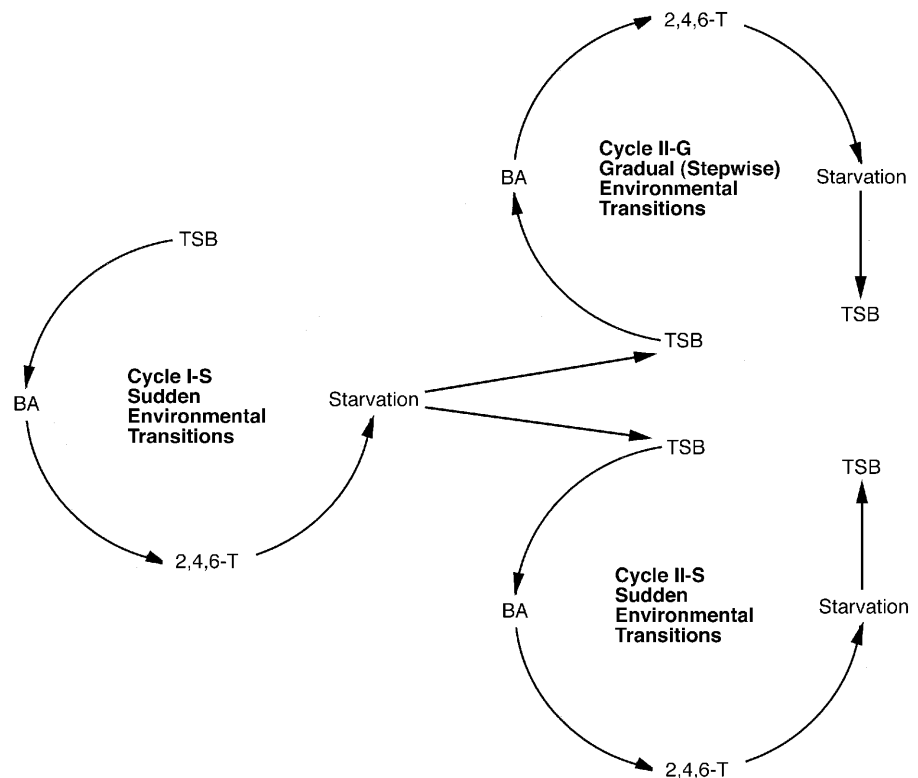 2,4,6-T
Cycle II-G
Gradual (Stepwise)
Environmental
Transitions
BA
Starvation
TSB
TSB
TSB
Cycle I-S
Sudden
Environmental
Transitions
BA
Starvation
2,4,6-T
TSB
TSB
Cycle II-S
Sudden
Environmental
Transitions
BA
Starvation
2,4,6-T